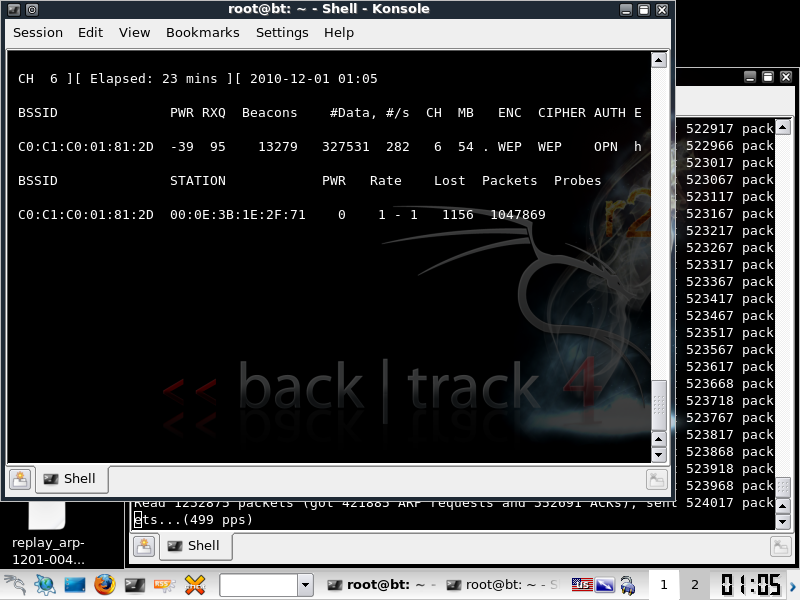 root@bt: ~ - Shell - Konsole
Session Edit View Bookmarks Settings Help
CH 6 ][ Elapsed: 23 mins ][ 2010-12-01 01:05
BSSID PWR RXQ Beacons #Data, #/s CH MB ENC CIPHER AUTH E
C0:C1:C0:01:81:2D -39 95 13279 327531 282 6 54 . WEP WEP OPN h
BSSID STATION PWR Rate Lost Packets Probes
C0:C1:C0:01:81:2D 00:0E:3B:1E:2F:71 0 1 - 1 1156 1047869
<< back | track 4
Shell
522917 pack
522966 pack
523017 pack
523067 pack
523117 pack
523167 pack
523217 pack
523267 pack
523317 pack
523367 pack
523417 pack
523467 pack
523517 pack
523567 pack
523617 pack
523668 pack
523718 pack
523767 pack
523817 pack
523868 pack
523918 pack
523968 pack
Read 1232875 packets (got 421885 ARP requests and 352691 ACKs), sent 524017 pack
ets...(499 pps)
Shell
replay_arp-
1201-004...
root@bt: ~ -
root@bt: ~ - S
us
1
2
01:05